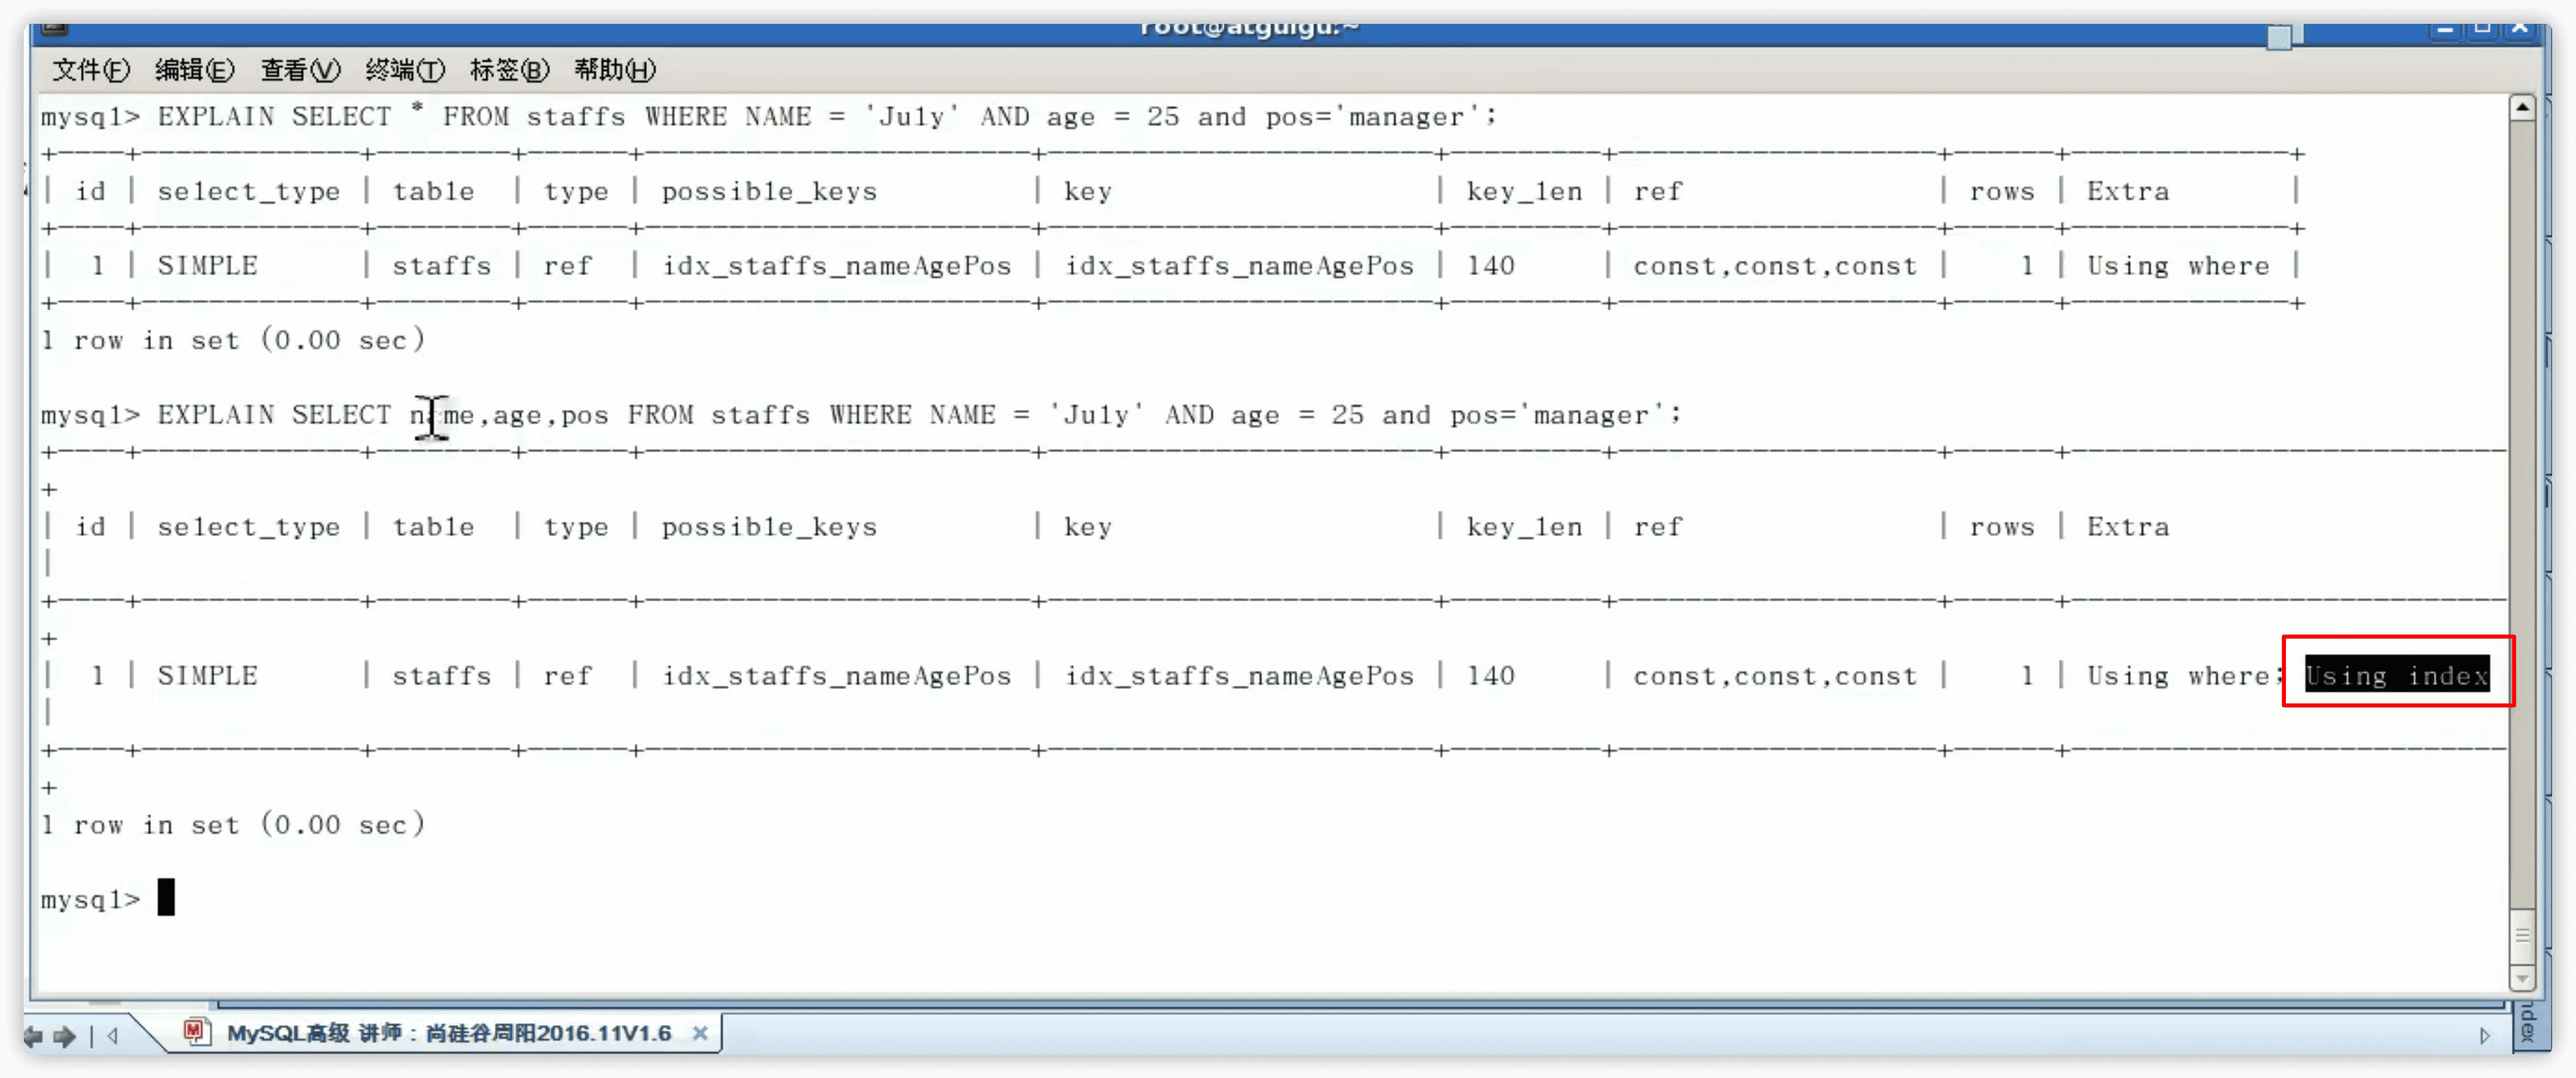 root@atguigu:~
文件(F) 编辑(E) 查看(V) 终端(T) 标签(B) 帮助(H)
mysql> EXPLAIN SELECT * FROM staffs WHERE NAME = 'July' AND age = 25 and pos='manager';
+----+-------------+--------+------+-----------------------+-----------------------+---------+-------------------+------+-------------+
| id | select_type | table | type | possible_keys | key | key_len | ref | rows | Extra |
+----+-------------+--------+------+-----------------------+-----------------------+---------+-------------------+------+-------------+
| 1 | SIMPLE | staffs | ref | idx_staffs_nameAgePos | idx_staffs_nameAgePos | 140 | const,const,const | 1 | Using where |
+----+-------------+--------+------+-----------------------+-----------------------+---------+-------------------+------+-------------+
1 row in set (0.00 sec)
mysql> EXPLAIN SELECT name,age,pos FROM staffs WHERE NAME = 'July' AND age = 25 and pos='manager';
+----+-------------+--------+------+-----------------------+-----------------------+---------+-------------------+------+--------------------------
+
| id | select_type | table | type | possible_keys | key | key_len | ref | rows | Extra
|
+----+-------------+--------+------+-----------------------+-----------------------+---------+-------------------+------+--------------------------
+
| 1 | SIMPLE | staffs | ref | idx_staffs_nameAgePos | idx_staffs_nameAgePos | 140 | const,const,const | 1 | Using where; Using index
|
+----+-------------+--------+------+-----------------------+-----------------------+---------+-------------------+------+--------------------------
+
1 row in set (0.00 sec)
mysql>
MySQL高级 讲师：尚硅谷周阳2016.11V1.6